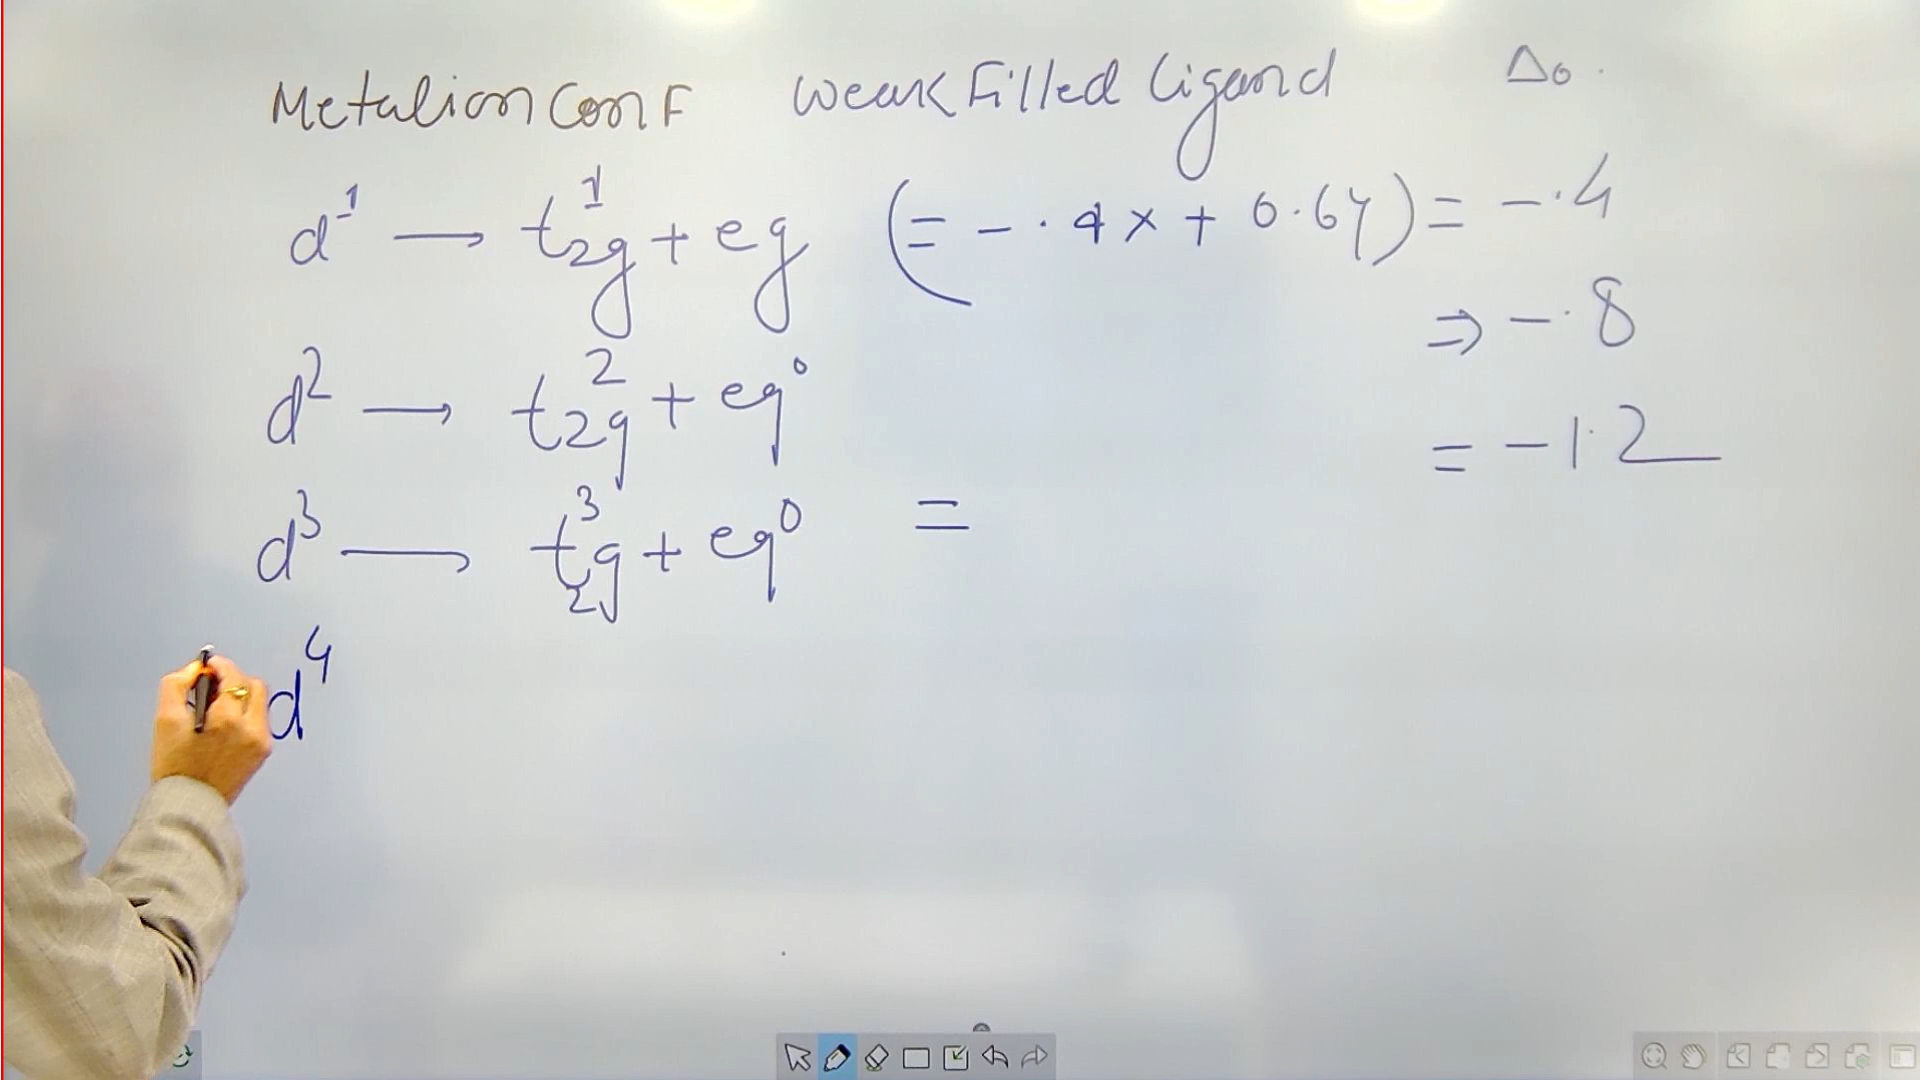 Metalion Conf Weak Filled Ligand Δo.
d¹ → t₂g¹ + eg (= -.4x + 0.6y) = -.4
⇒ -.8
d² → t₂g² + eg⁰
= -1.2
d³ → t₂g³ + eg⁰ =
d⁴